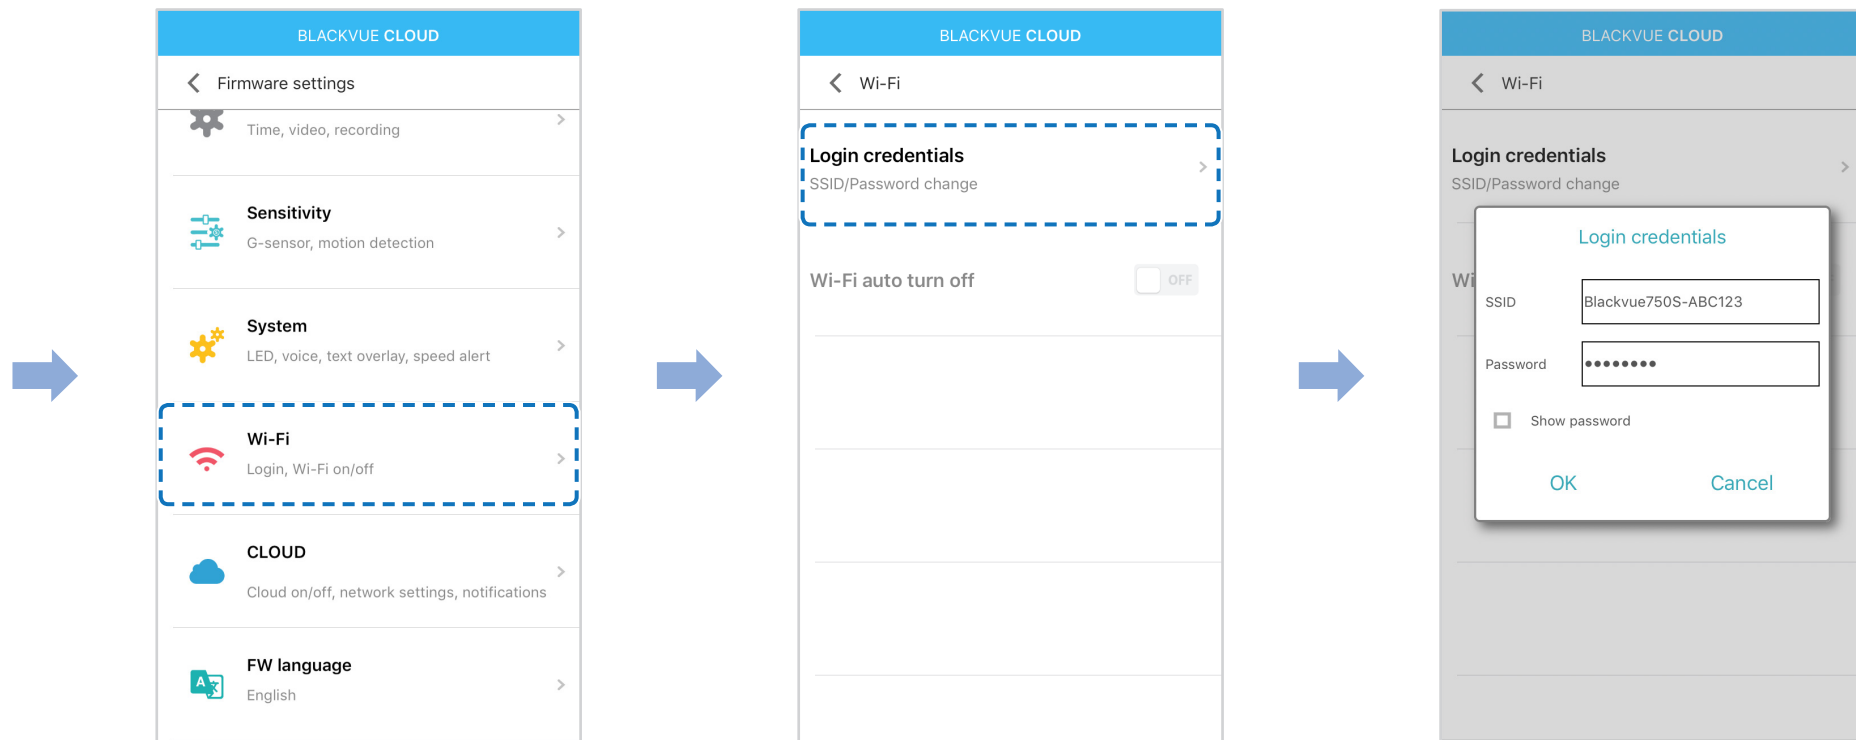 BLACKVUE CLOUD
Firmware settings
Time, video, recording
Sensitivity
G-sensor, motion detection
System
LED, voice, text overlay, speed alert
Wi-Fi
Login, Wi-Fi on/off
CLOUD
Cloud on/off, network settings, notifications
FW language
English
BLACKVUE CLOUD
Wi-Fi
Login credentials
SSID/Password change
Wi-Fi auto turn off
OFF
BLACKVUE CLOUD
Wi-Fi
Login credentials
SSID/Password change
Wi
Login credentials
SSID
Blackvue750S-ABC123
Password
••••••••
Show password
OK
Cancel